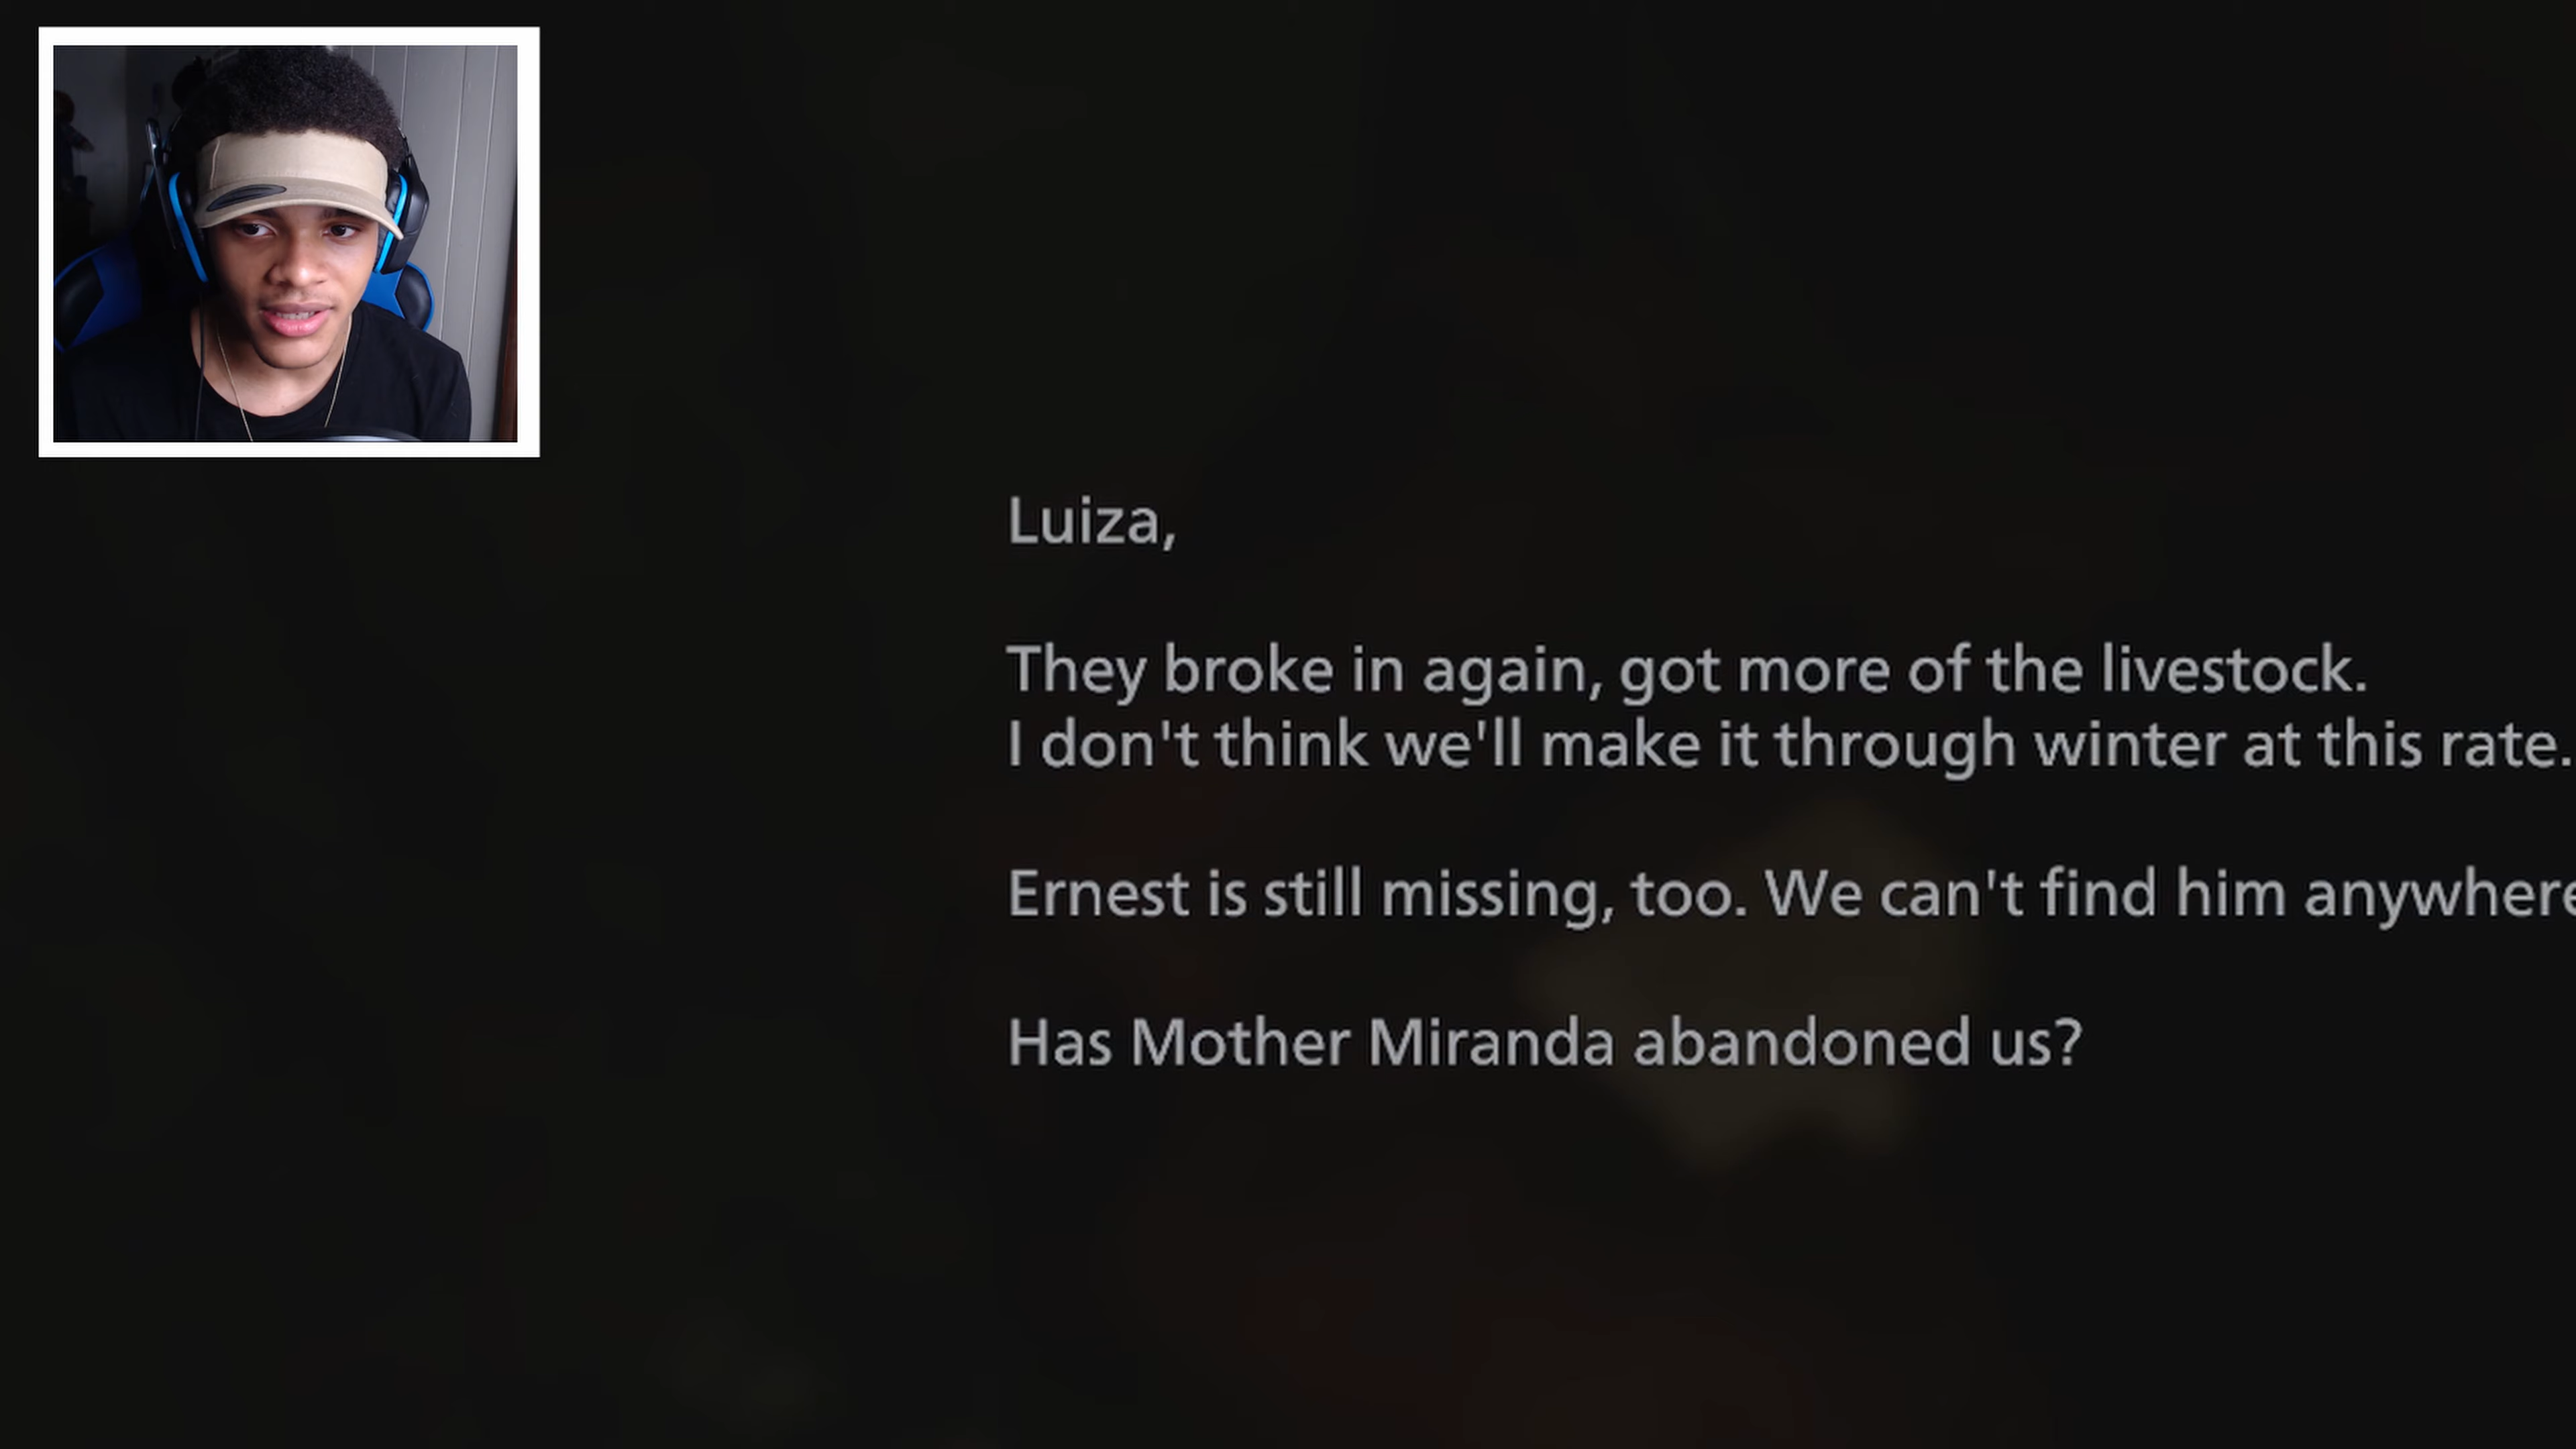 Luiza,
They broke in again, got more of the livestock.
I don't think we'll make it through winter at this rate.
Ernest is still missing, too. We can't find him anywhere
Has Mother Miranda abandoned us?